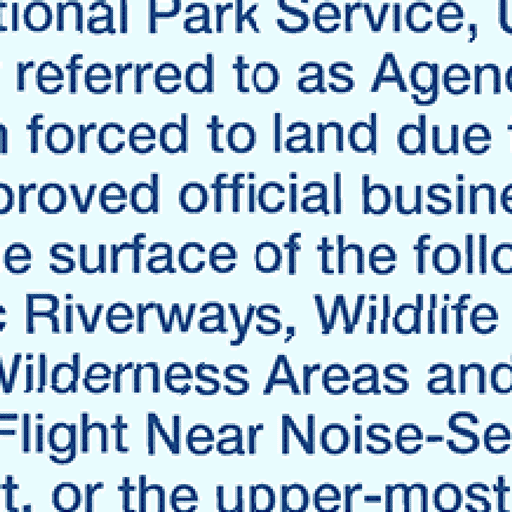 tional Park Service, U
referred to as Agenc
n forced to land due
proved official busine
e surface of the follo
c Riverways, Wildlife
Wilderness Areas and
Flight Near Noise-Se
t, or the upper-most